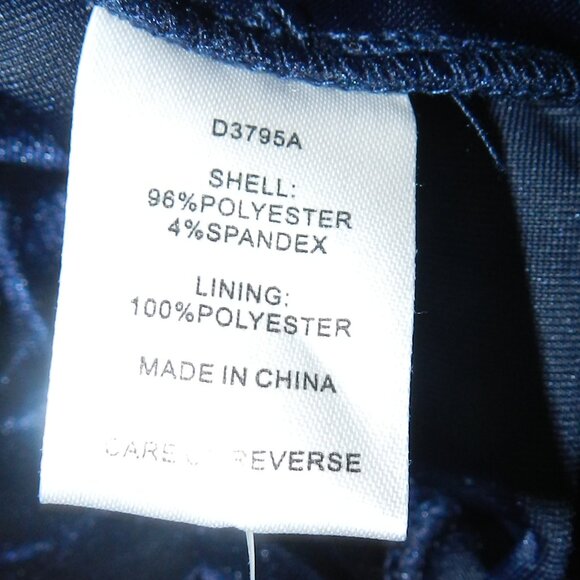 D3795A
SHELL:
96%POLYESTER
4%SPANDEX
LINING:
100%POLYESTER
MADE IN CHINA
CARE REVERSE